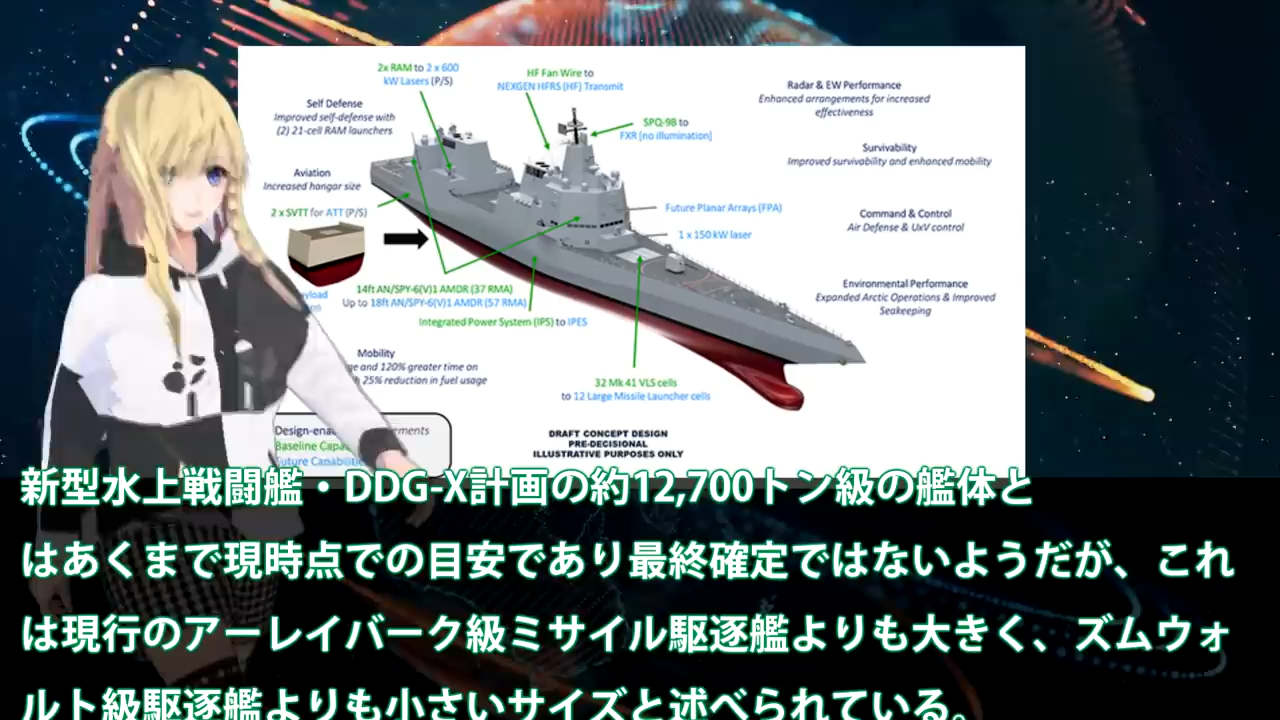 2x RAM to 2 x 600
kW Lasers (P/S)
HF Fan Wire to
NEXGEN HFRS (HF) Transmit
Radar & EW Performance
Enhanced arrangements for increased
effectiveness
Self Defense
Improved self-defense with
(2) 21-cell RAM launchers
SPQ-9B to
FXR [no illumination]
Survivability
Improved survivability and enhanced mobility
Aviation
Increased hangar size
2 x SVTT for ATT (P/S)
Future Planar Arrays (FPA)
1 x 150 kW laser
Command & Control
Air Defense & UxV control
14ft AN/SPY-6(V)1 AMDR (37 RMA)
Up to 18ft AN/SPY-6(V)1 AMDR (57 RMA)
Integrated Power System (IPS) to IPES
Environmental Performance
Expanded Arctic Operations & Improved
Seakeeping
Mobility
and 120% greater time on
25% reduction in fuel usage
32 Mk 41 VLS cells
to 12 Large Missile Launcher cells
Baseline
Future
DRAFT CONCEPT DESIGN
PRE-DECISIONAL
ILLUSTRATIVE PURPOSES ONLY
新型水上戦闘艦・DDG-X計画の約12,700トン級の艦体と
はあくまで現時点での目安であり最終確定ではないようだが、これ
は現行のアーレイバーク級ミサイル駆逐艦よりも大きく、ズムウォ
ルト級駆逐艦よりも小さいサイズと述べられている。